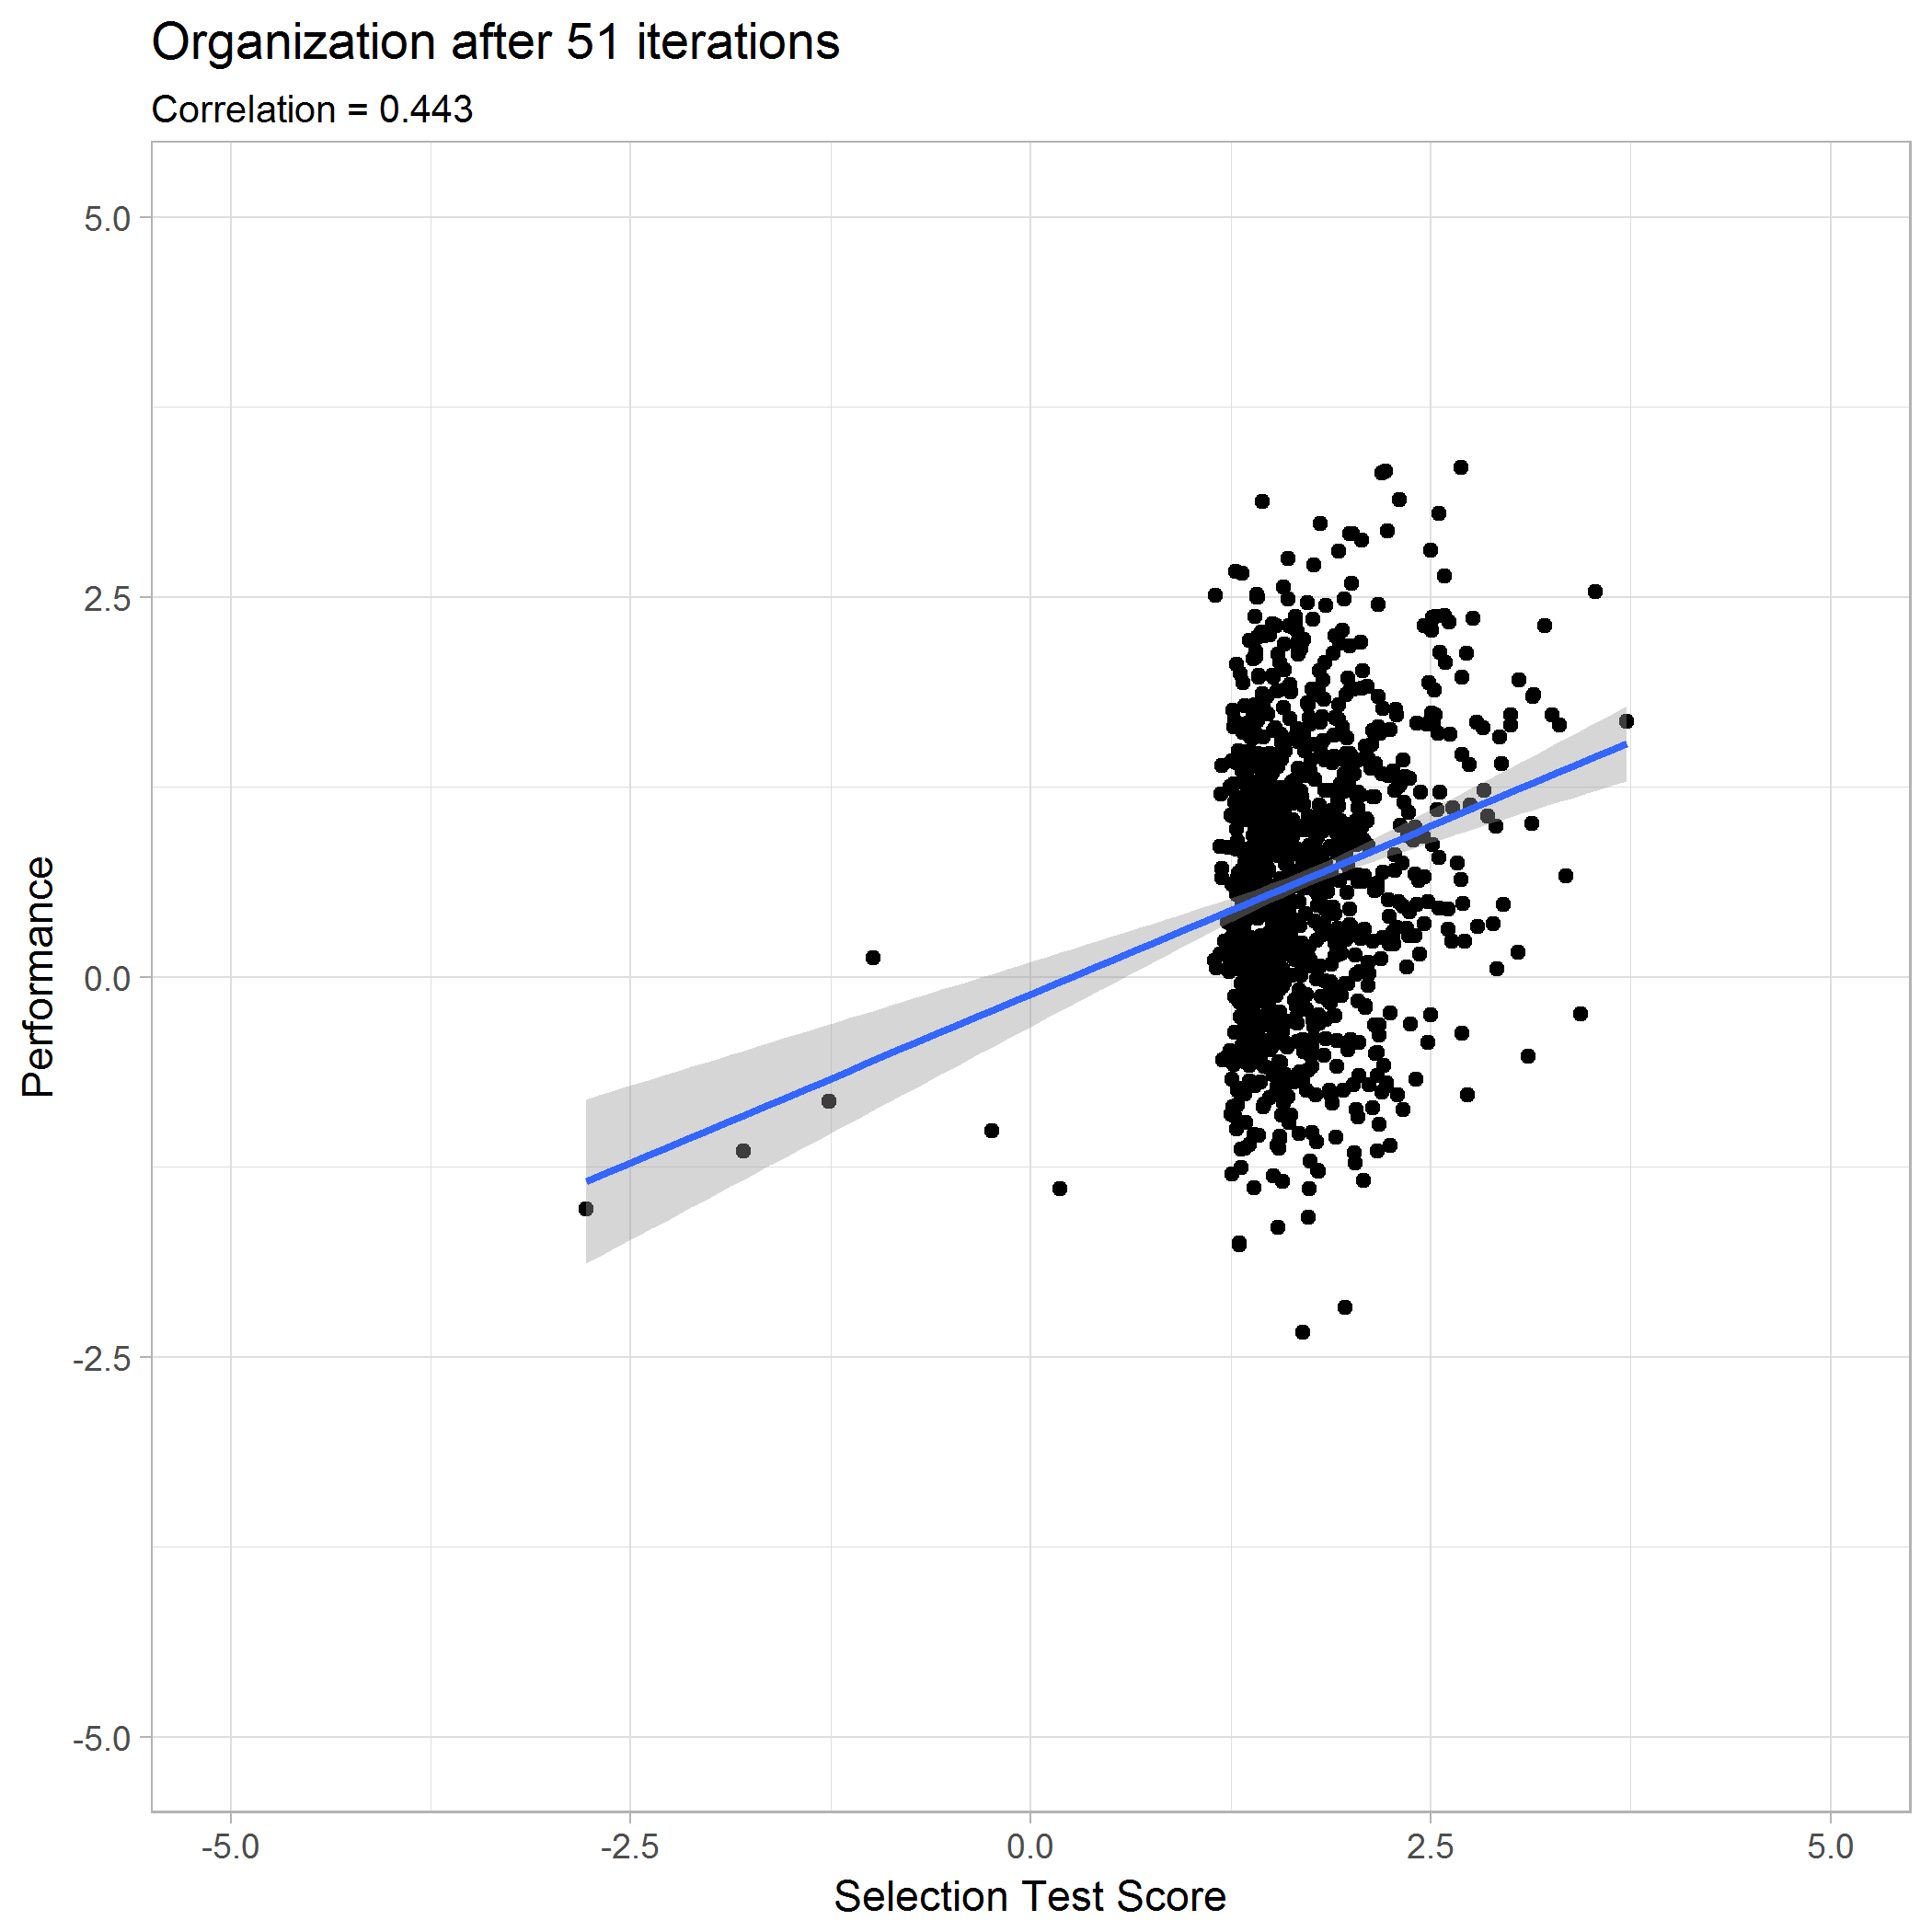 Organization after 51 iterations
Correlation = 0.443
5.0
2.5
0.0
-2.5
-5.0
Performance
-5.0 -2.5 0.0 2.5 5.0
Selection Test Score